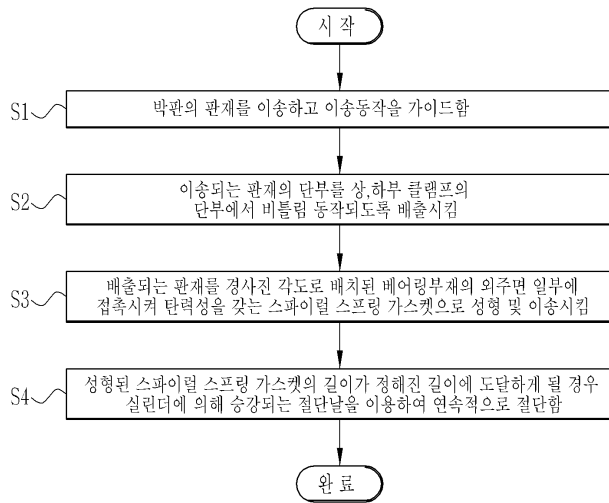 시 작
S1
박판의 판재를 이송하고 이송동작을 가이드함
S2
이송되는 판재의 단부를 상,하부 클램프의
단부에서 비틀림 동작되도록 배출시킴
S3
배출되는 판재를 경사진 각도로 배치된 베어링부재의 외주면 일부에
접촉시켜 탄력성을 갖는 스파이럴 스프링 가스켓으로 성형 및 이송시킴
S4
성형된 스파이럴 스프링 가스켓의 길이가 정해진 길이에 도달하게 될 경우
실린더에 의해 승강되는 절단날을 이용하여 연속적으로 절단함
완 료